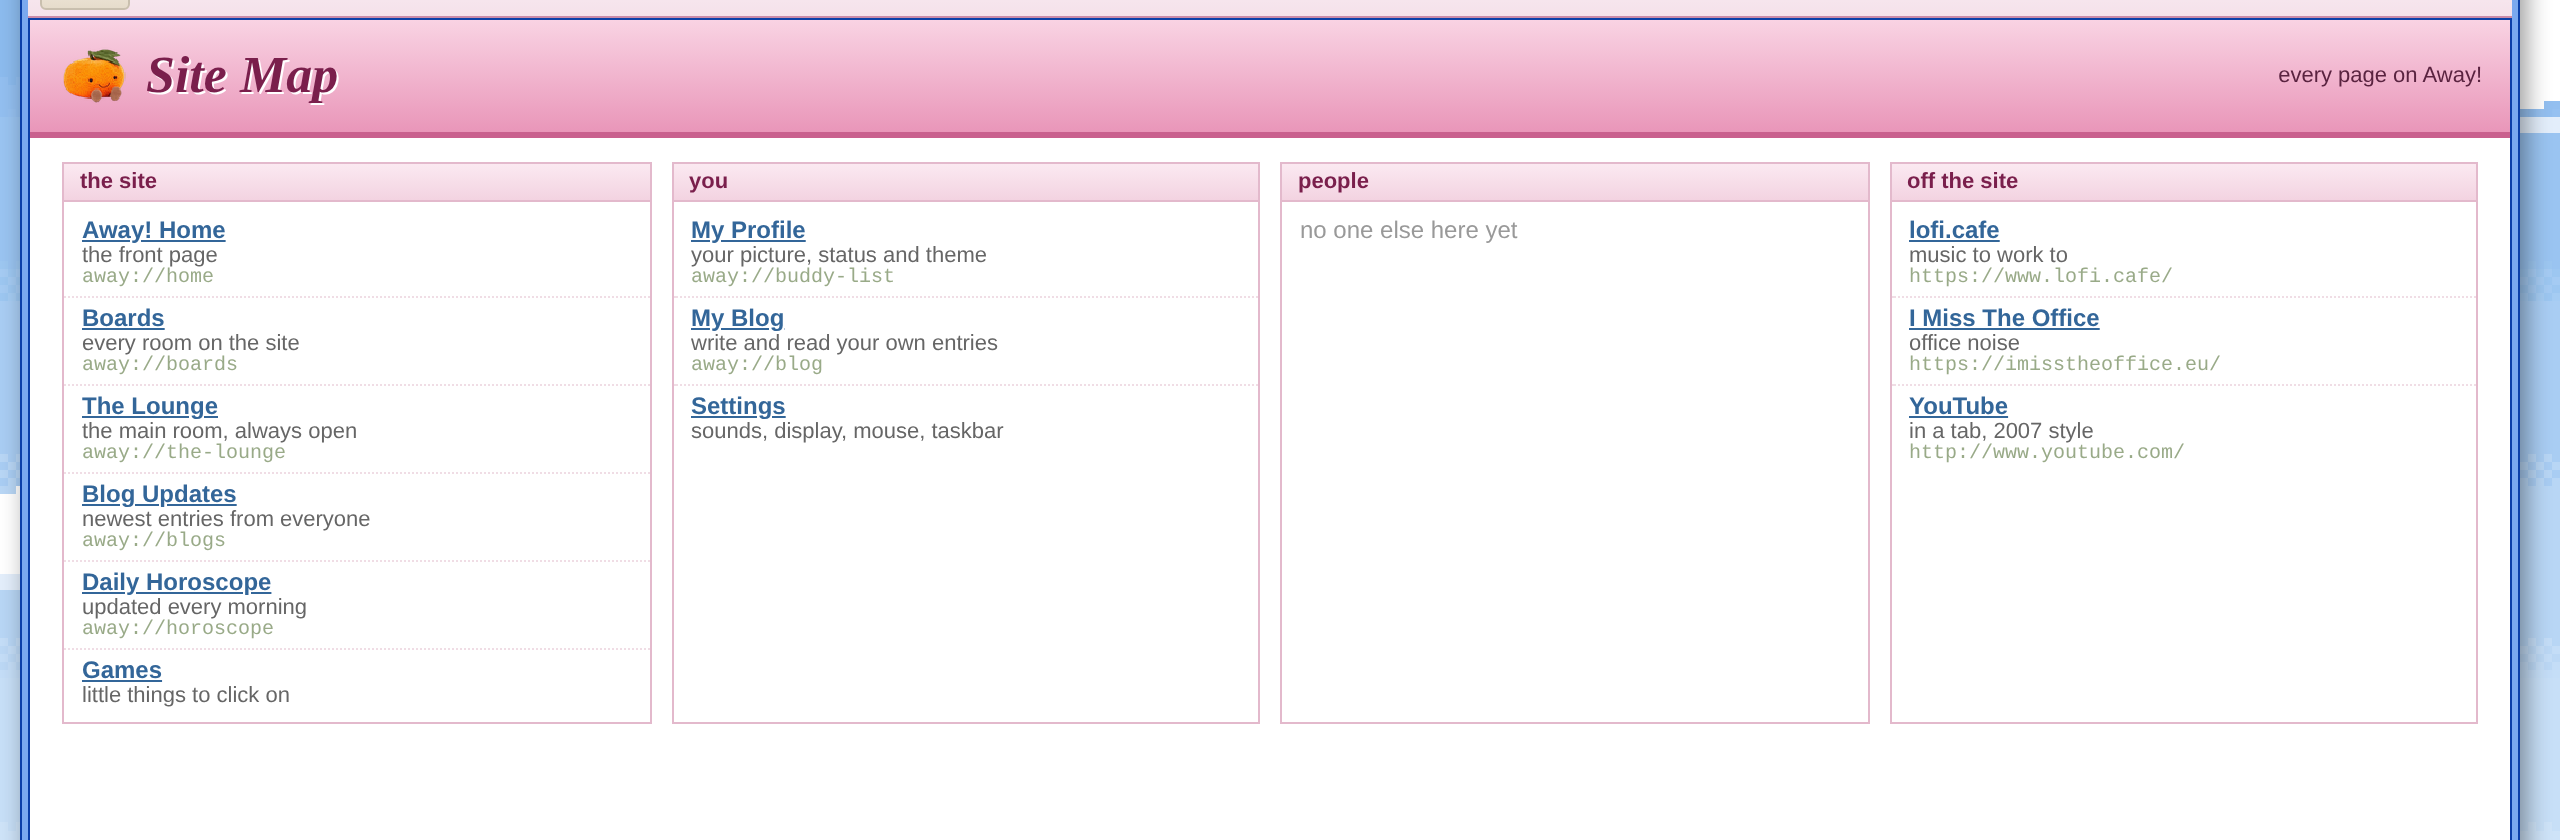 Site Map
every page on Away!
the site
Away! Home
the front page
away://home
Boards
every room on the site
away://boards
The Lounge
the main room, always open
away://the-lounge
Blog Updates
newest entries from everyone
away://blogs
Daily Horoscope
updated every morning
away://horoscope
Games
little things to click on
you
My Profile
your picture, status and theme
away://buddy-list
My Blog
write and read your own entries
away://blog
Settings
sounds, display, mouse, taskbar
people
no one else here yet
off the site
lofi.cafe
music to work to
https://www.lofi.cafe/
I Miss The Office
office noise
https://imisstheoffice.eu/
YouTube
in a tab, 2007 style
http://www.youtube.com/